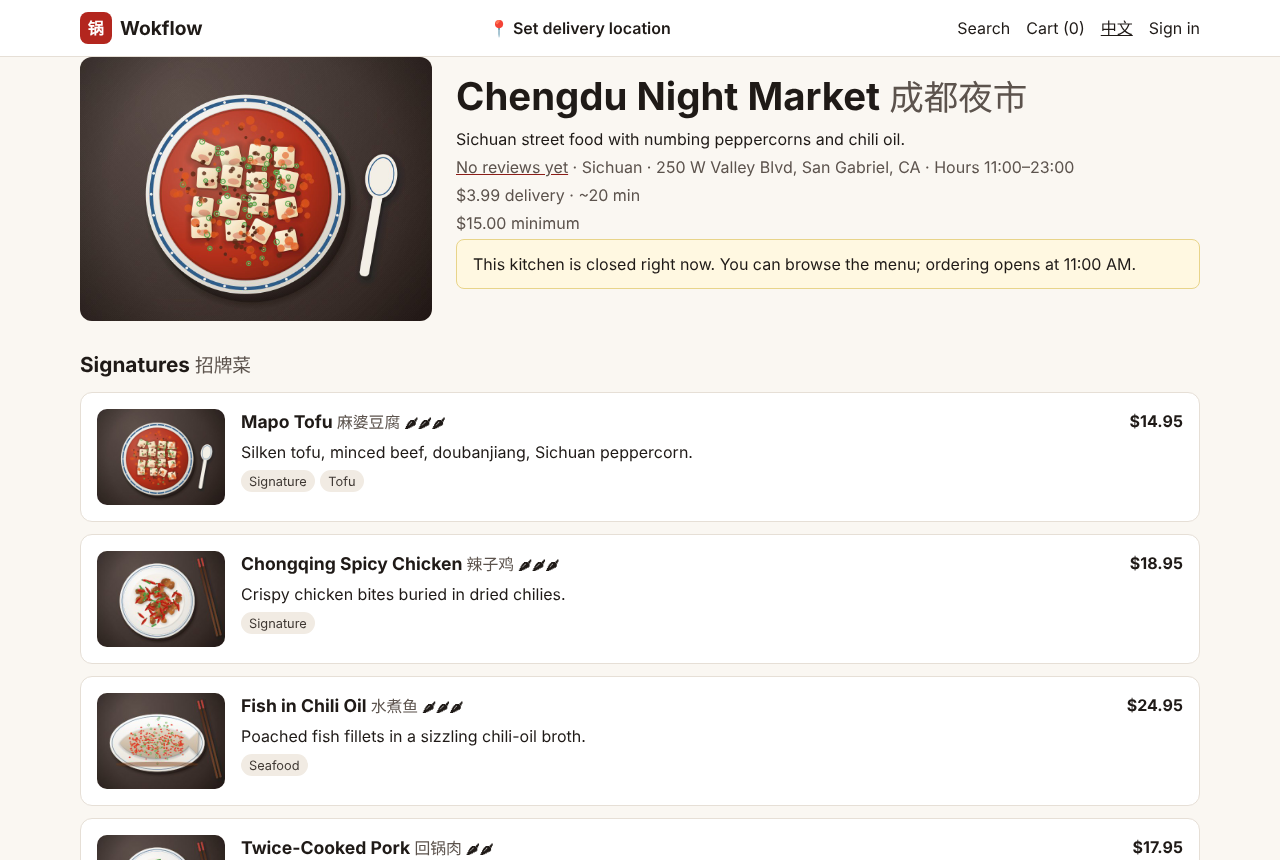 锅 Wokflow
📍 Set delivery location
Search Cart (0) 中文 Sign in
Chengdu Night Market 成都夜市
Sichuan street food with numbing peppercorns and chili oil.
No reviews yet · Sichuan · 250 W Valley Blvd, San Gabriel, CA · Hours 11:00–23:00
$3.99 delivery · ~20 min
$15.00 minimum
This kitchen is closed right now. You can browse the menu; ordering opens at 11:00 AM.
Signatures 招牌菜
Mapo Tofu 麻婆豆腐 🌶🌶🌶 $14.95
Silken tofu, minced beef, doubanjiang, Sichuan peppercorn.
Signature Tofu
Chongqing Spicy Chicken 辣子鸡 🌶🌶🌶 $18.95
Crispy chicken bites buried in dried chilies.
Signature
Fish in Chili Oil 水煮鱼 🌶🌶🌶 $24.95
Poached fish fillets in a sizzling chili-oil broth.
Seafood
Twice-Cooked Pork 回锅肉 🌶🌶 $17.95